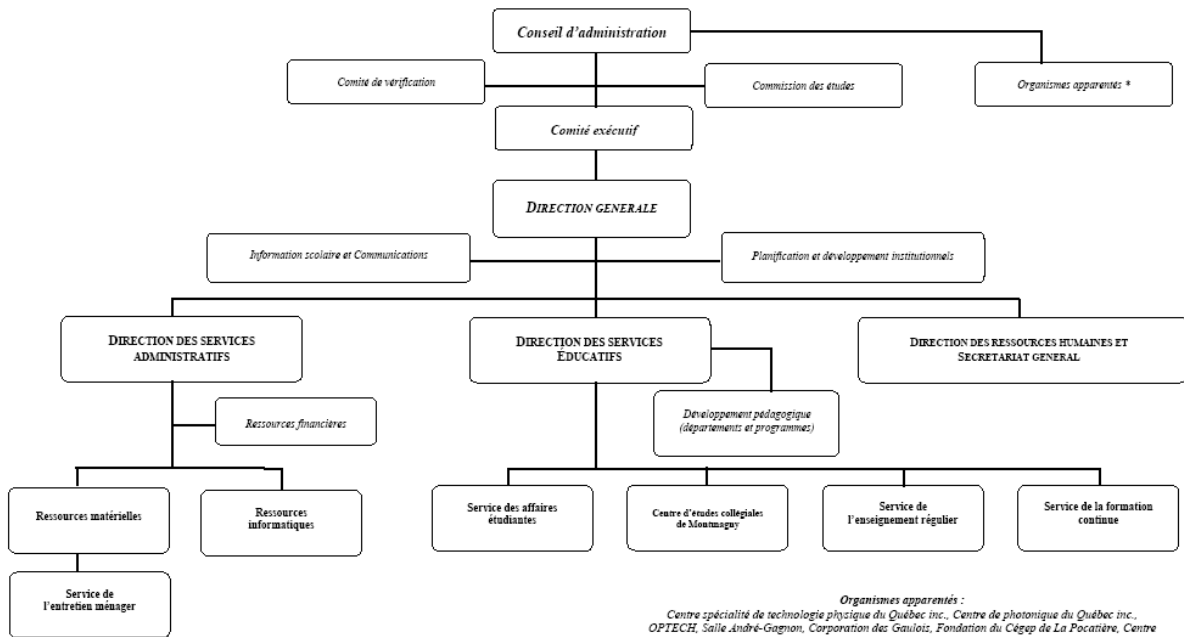 Conseil d'administration
Comité de vérification
Commission des études
Organismes apparentés *
Comité exécutif
DIRECTION GENERALE
Information scolaire et Communications
Planification et développement institutionnels
DIRECTION DES SERVICES
ADMINISTRATIFS
DIRECTION DES SERVICES
ÉDUCATIFS
DIRECTION DES RESSOURCES HUMAINES ET
SECRETARIAT GENERAL
Ressources financières
Développement pédagogique
(départements et programmes)
Ressources matérielles
Ressources
informatiques
Service des affaires
étudiantes
Centre d'études collégiales
de Montmagny
Service de
l'enseignement régulier
Service de la formation
continue
Service de
l'entretien ménager
Organismes apparentés :
Centre spécialité de technologie physique du Québec inc., Centre de photonique du Québec inc.,
OPTECH, Salle André-Gagnon, Corporation des Gaulois, Fondation du Cégep de La Pocatière, Centre